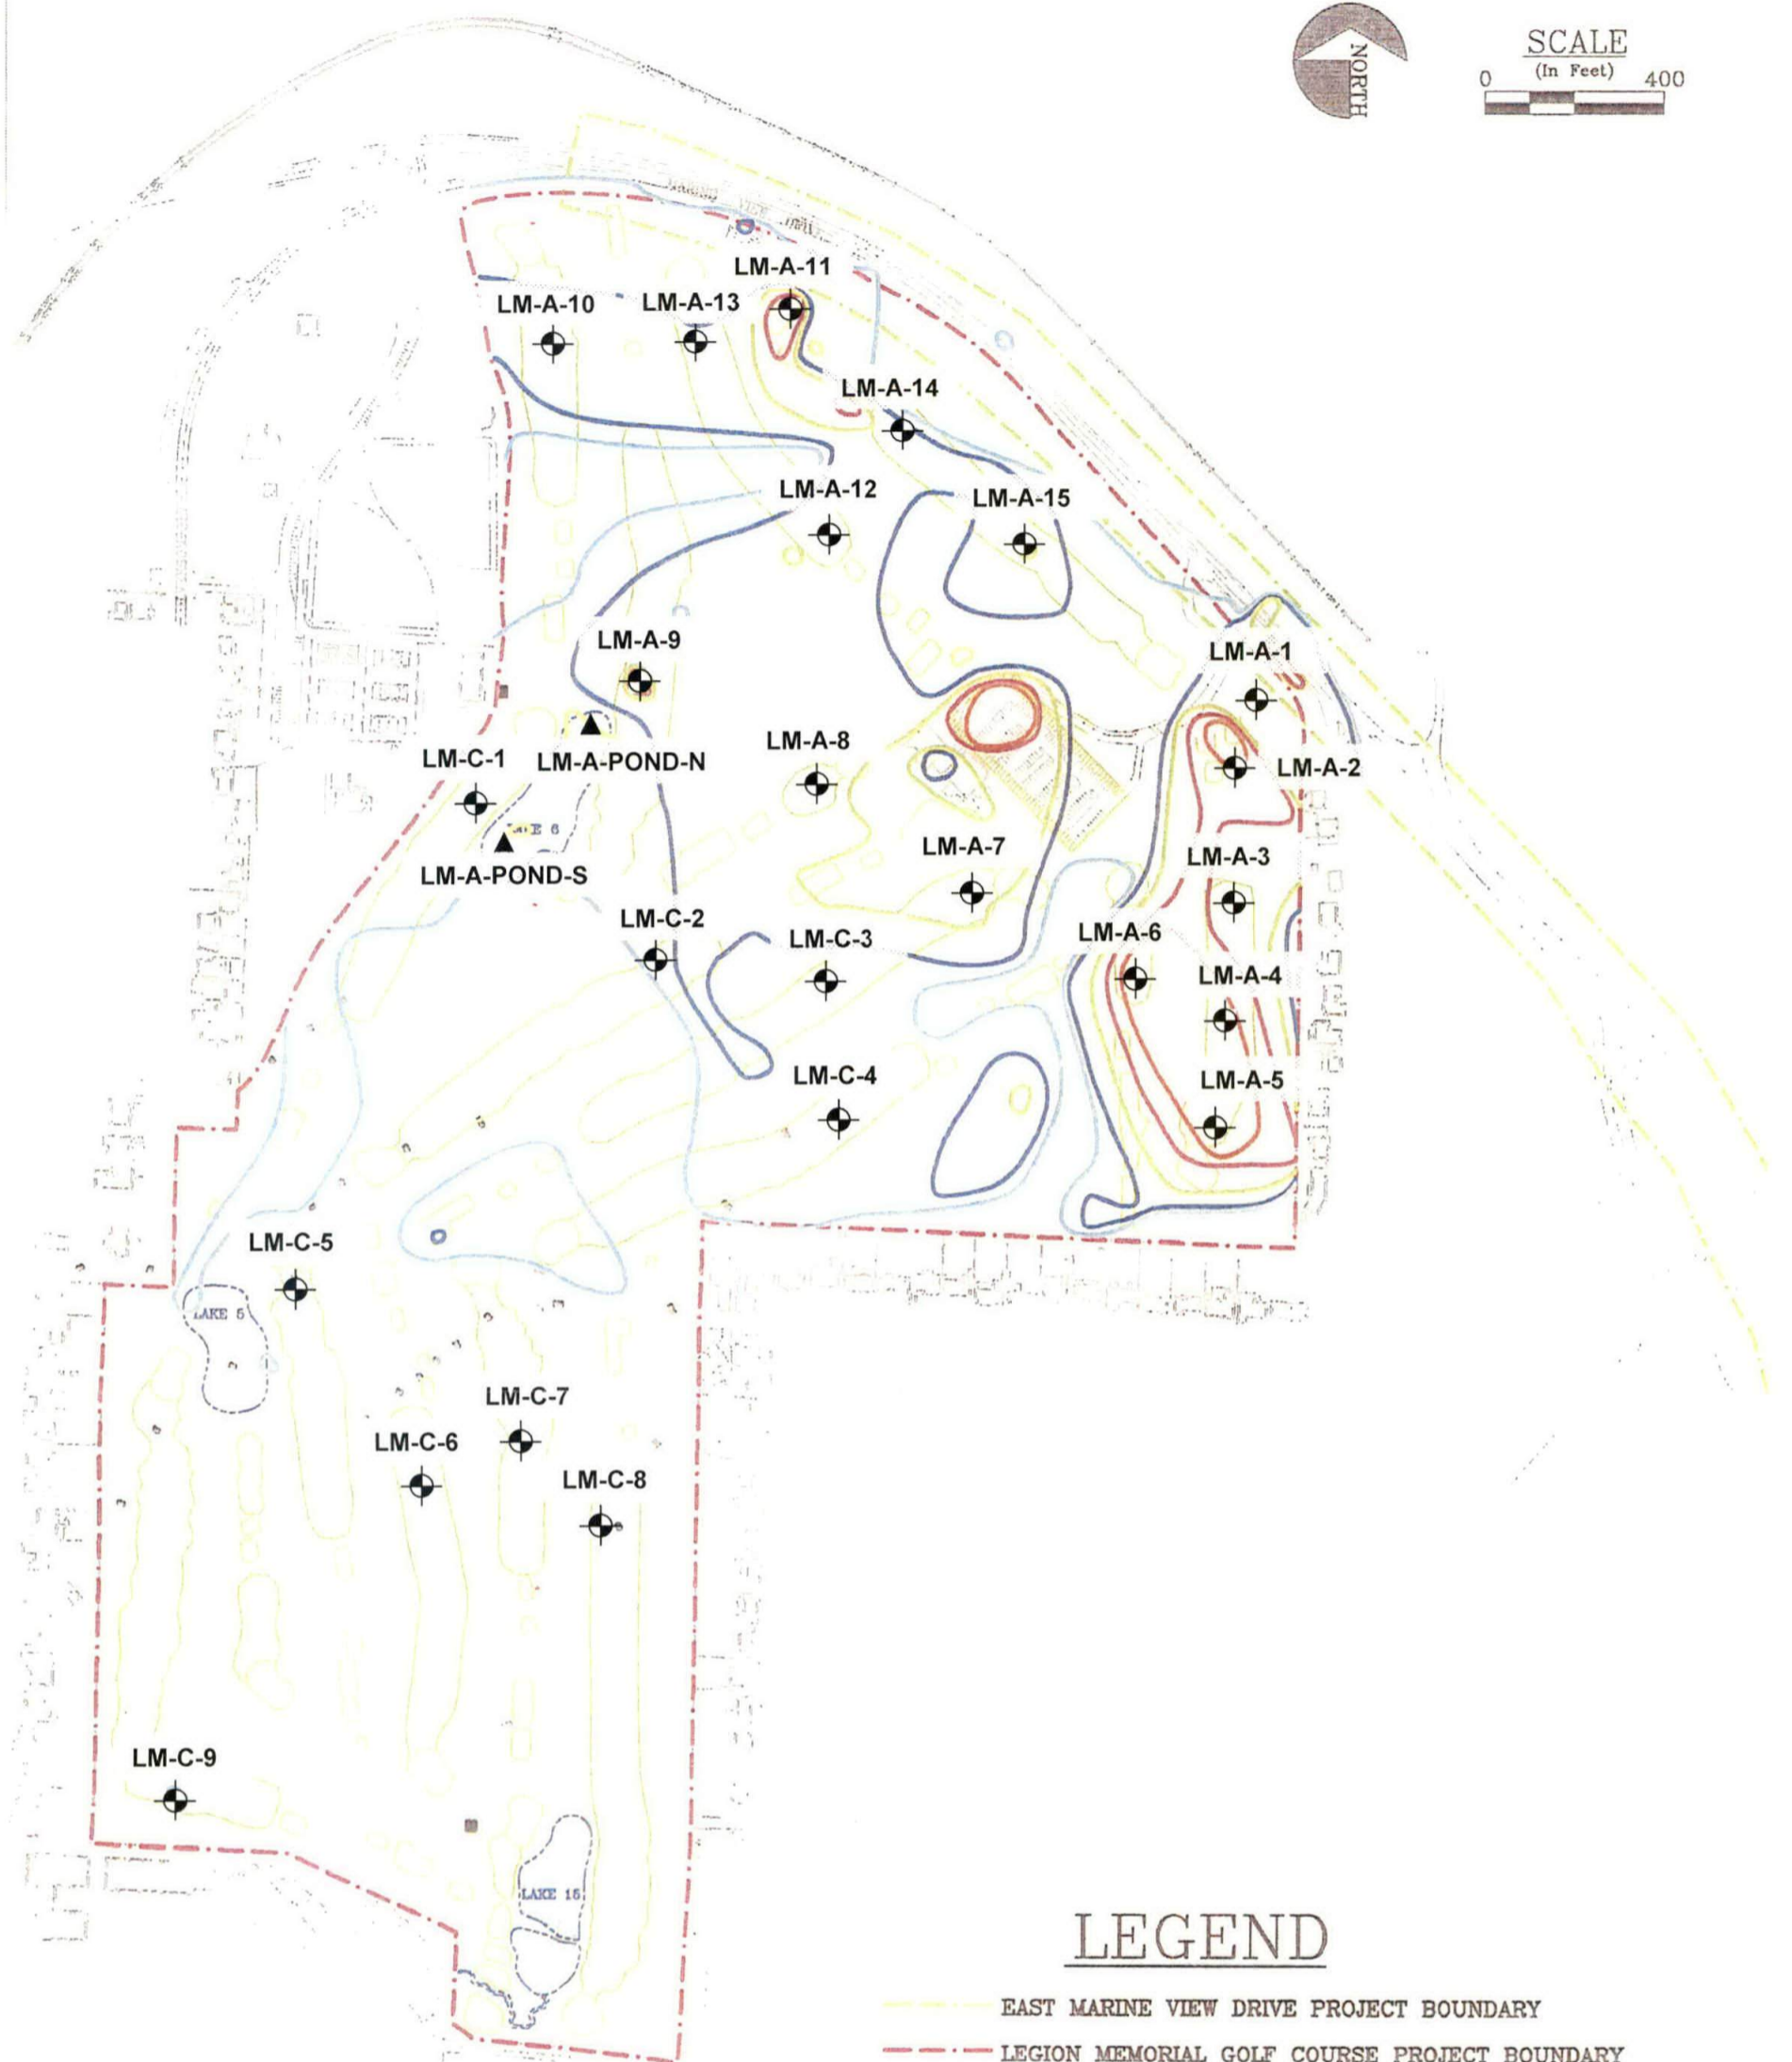 SCALE
(In Feet)
0 400
NORTH
LM-A-11
LM-A-10
LM-A-13
LM-A-14
LM-A-12
LM-A-15
LM-A-9
LM-A-1
LM-C-1
LM-A-POND-N
LM-A-8
LM-A-2
LM-A-POND-S
LM-A-7
LM-A-3
LM-C-2
LM-C-3
LM-A-6
LM-A-4
LM-C-4
LM-A-5
LM-C-5
LAKE 5
LM-C-7
LM-C-6
LM-C-8
LM-C-9
LAKE 15
LEGEND
EAST MARINE VIEW DRIVE PROJECT BOUNDARY
LEGION MEMORIAL GOLF COURSE PROJECT BOUNDARY